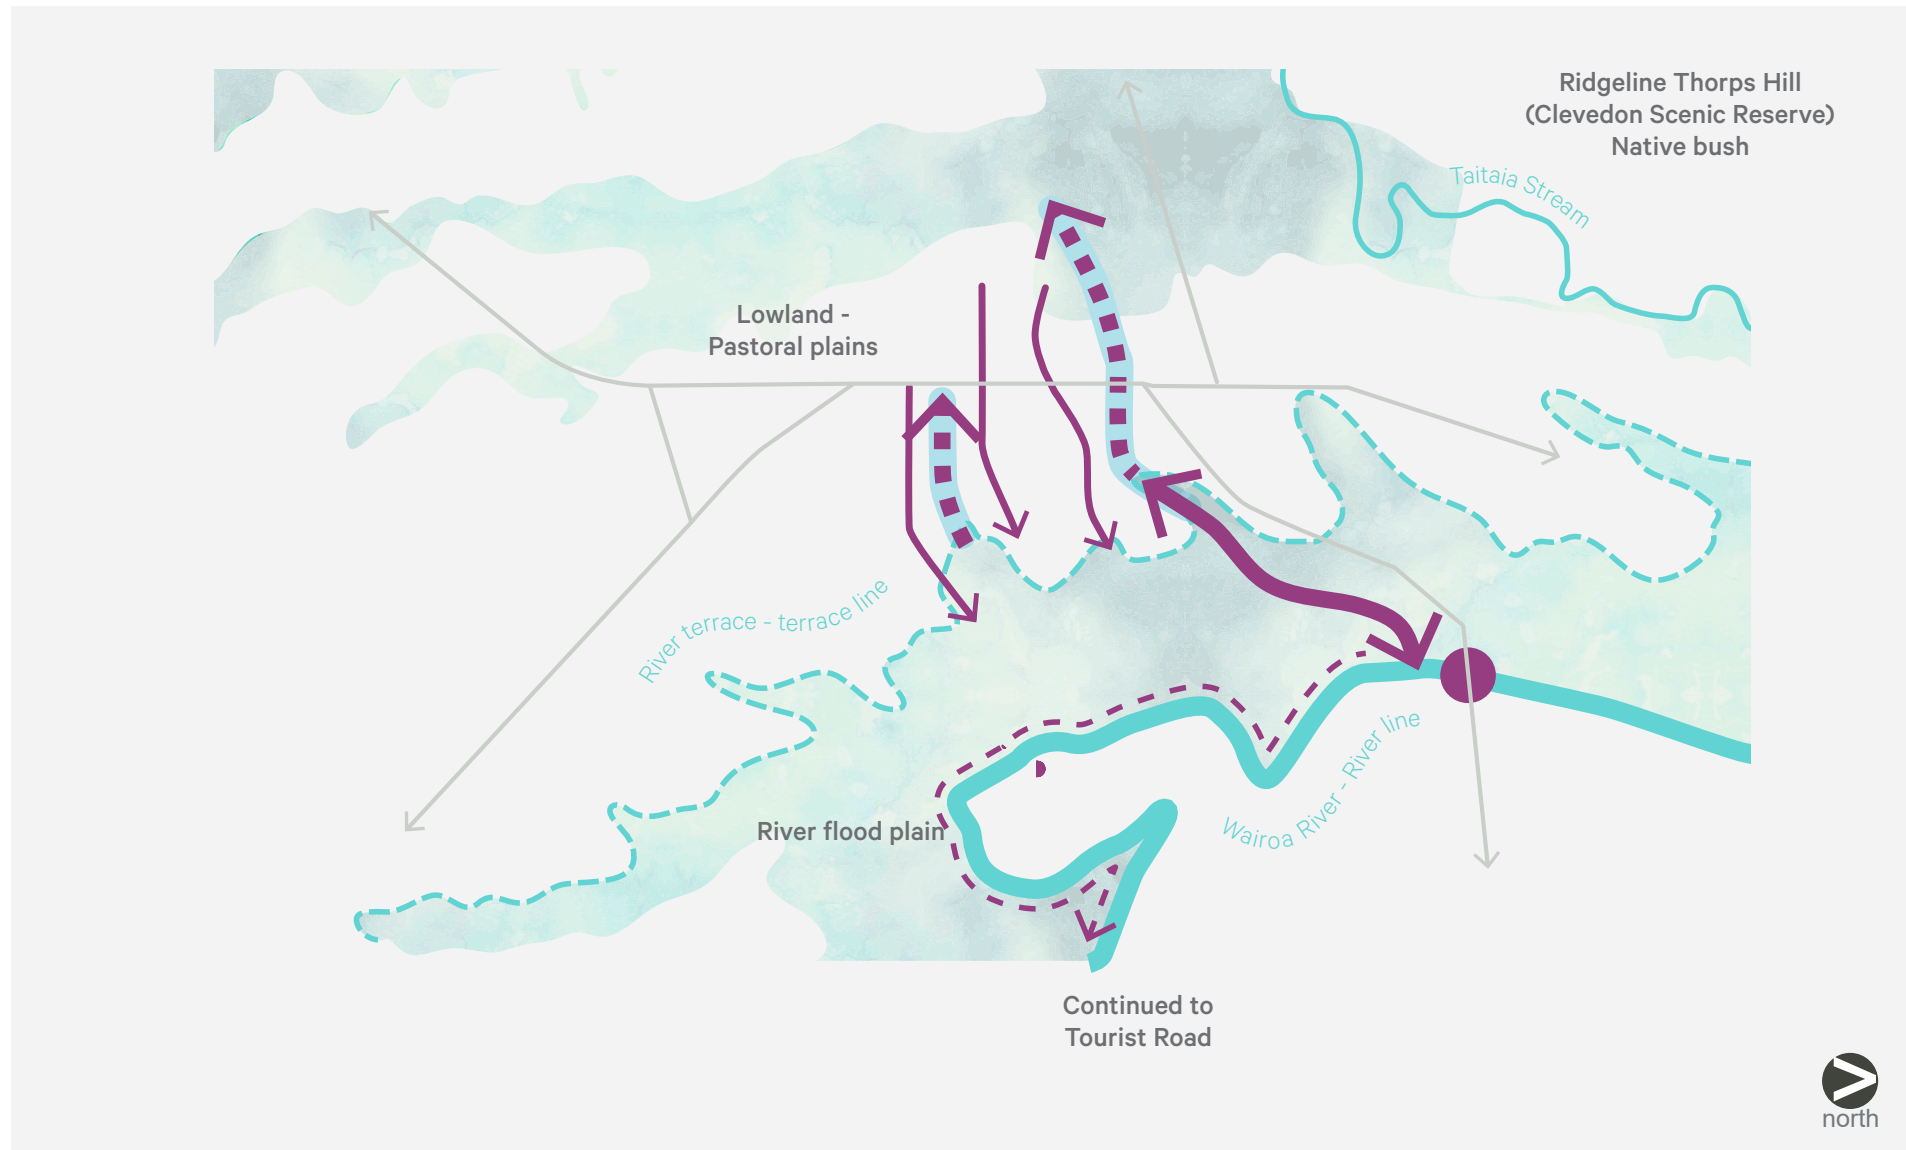 Ridgeline Thorps Hill
(Clevedon Scenic Reserve)
Native bush
Taitaia Stream
Lowland -
Pastoral plains
River terrace - terrace line
Wairoa River - River line
River flood plain
Continued to
Tourist Road
north